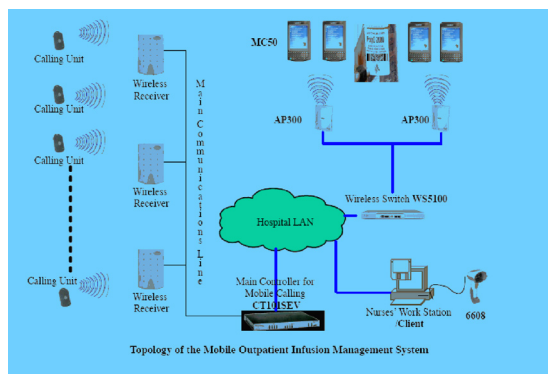 MC50
Calling Unit
Wireless
Receiver
Calling Unit
AP300
AP300
Calling Unit
Wireless
Receiver
Main Communications Line
Wireless Switch WS5100
Hospital LAN
Wireless
Receiver
Calling Unit
Main Controller for
Mobile Calling
CT101SEV
Nurses' Work Station
/Client
6608
Topology of the Mobile Outpatient Infusion Management System